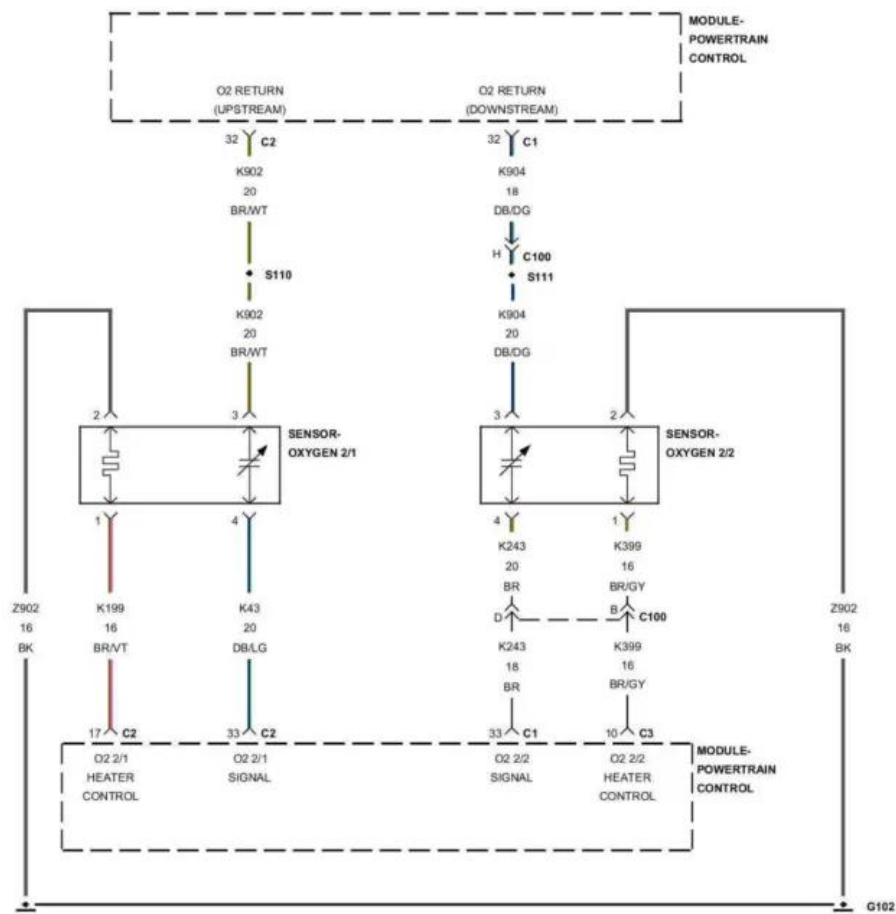 MODULE-
POWERTRAIN
CONTROL
O2 RETURN
(UPSTREAM)
O2 RETURN
(DOWNSTREAM)
32 C2
32 C1
K902
20
BR/WT
K904
18
DB/DG
H C100
S110
S111
K902
20
BR/WT
K904
20
DB/DG
2
3
SENSOR-
OXYGEN 2/1
3
2
SENSOR-
OXYGEN 2/2
1
4
4
1
K243
20
BR
K399
16
BR/GY
Z902
16
BK
K199
16
BR/VT
K43
20
DB/LG
D
B
C100
Z902
16
BK
K243
18
BR
K399
16
BR/GY
17 C2
33 C2
33 C1
10 C3
O2 2/1
HEATER
CONTROL
O2 2/1
SIGNAL
O2 2/2
SIGNAL
O2 2/2
HEATER
CONTROL
MODULE-
POWERTRAIN
CONTROL
G102